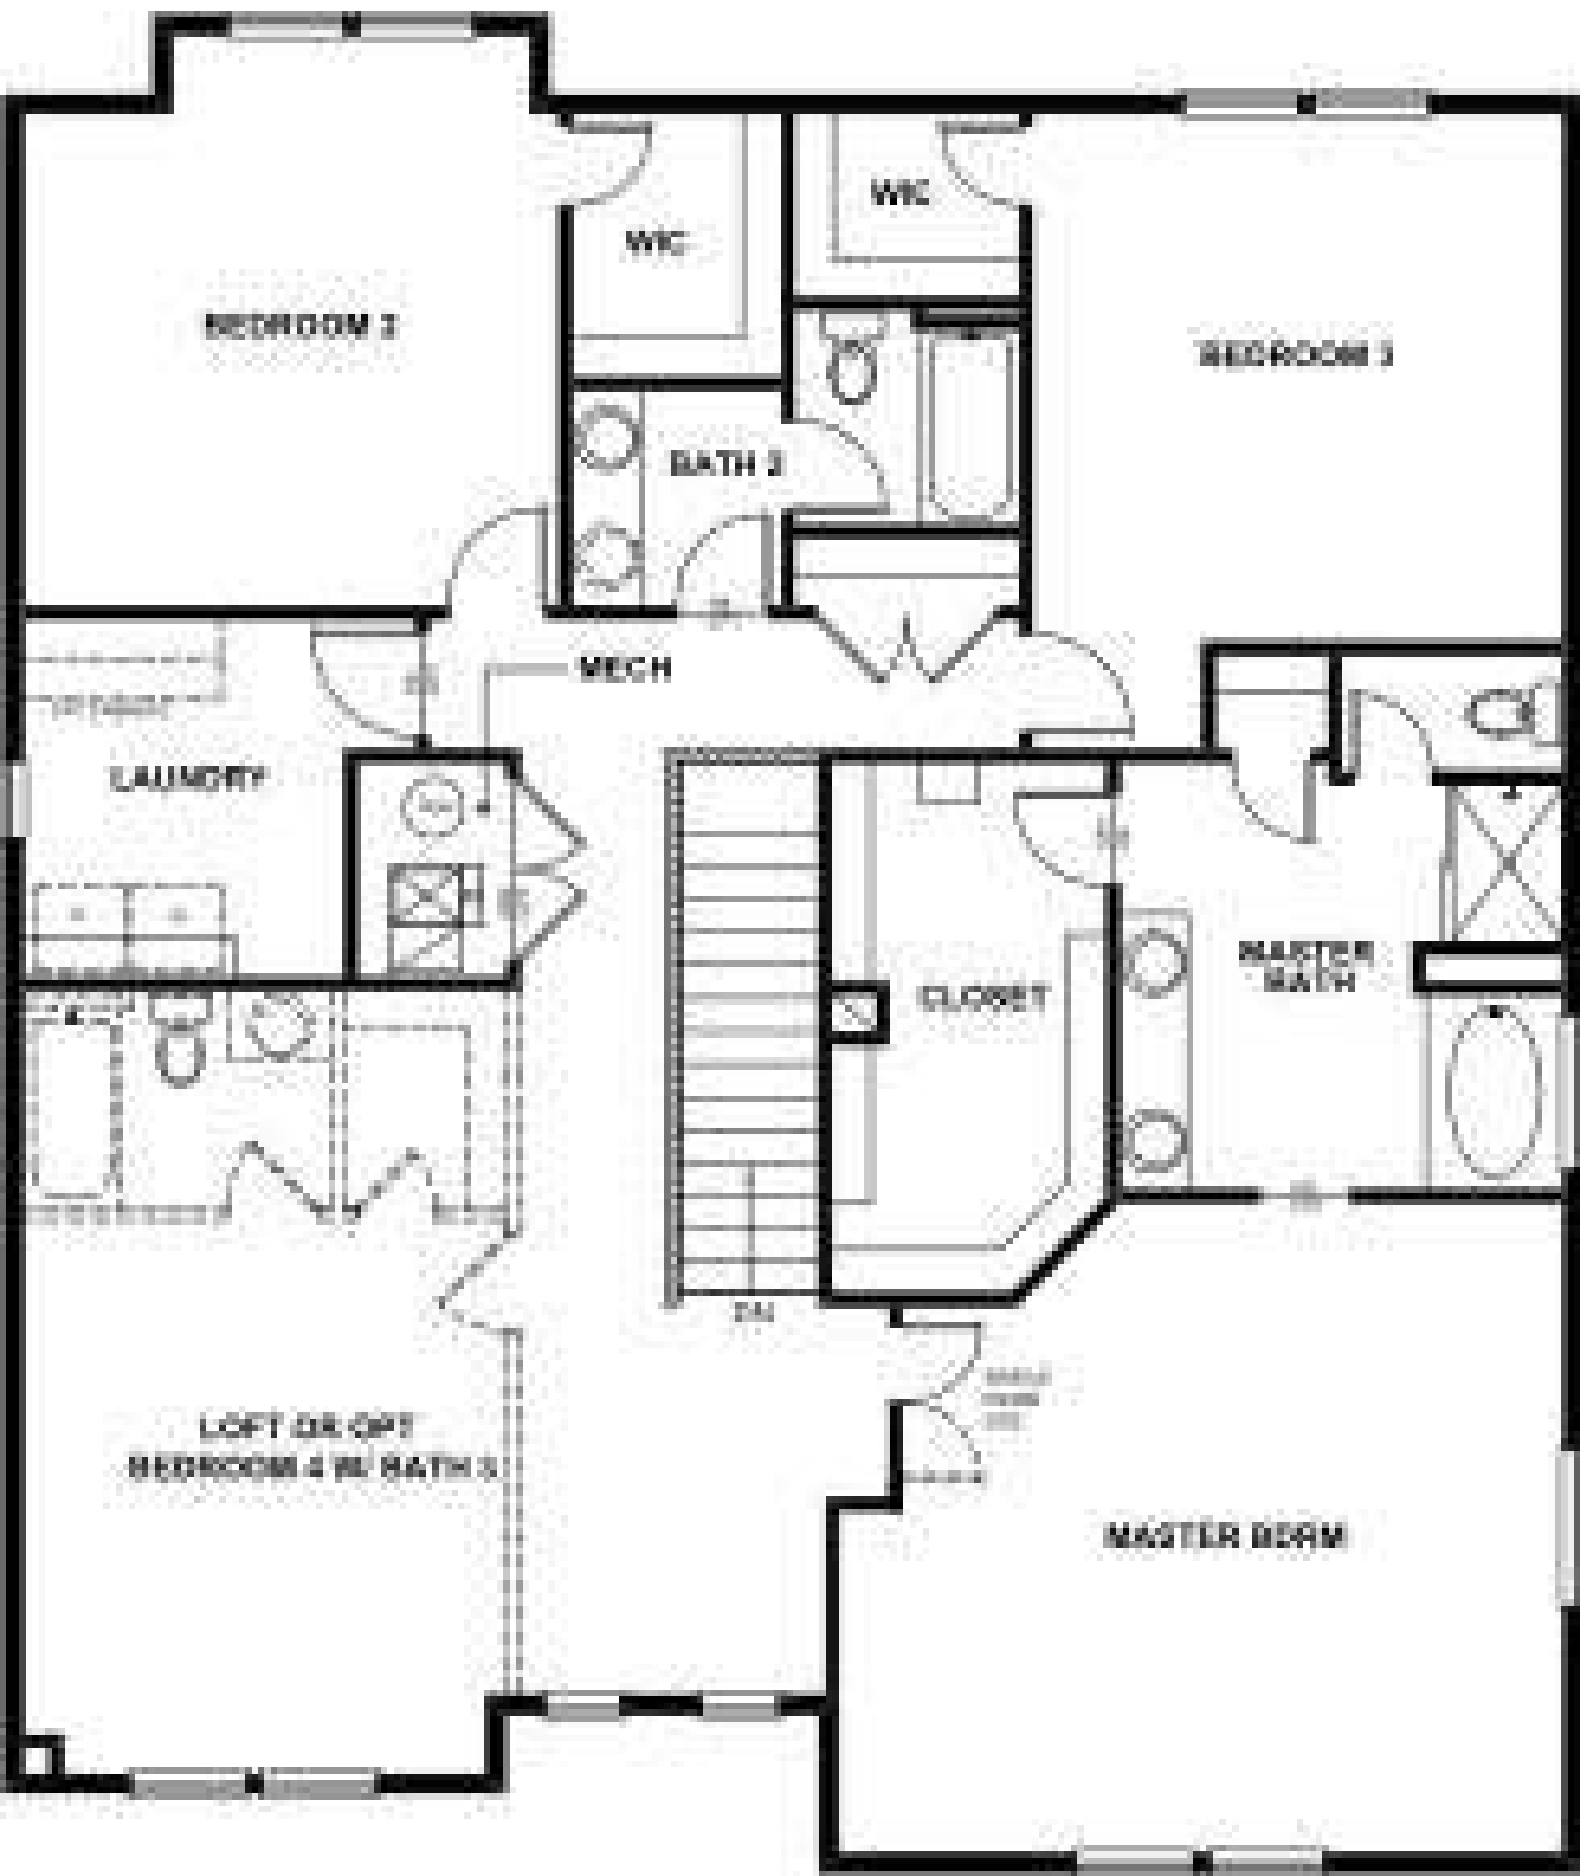 WIC
WIC
BEDROOM 2
BEDROOM 3
BATH 2
MECH
LAUNDRY
MASTER
BATH
CLOSET
DN
LOFT OR OPT
BEDROOM 4 W/ BATH 3
MASTER BDRM